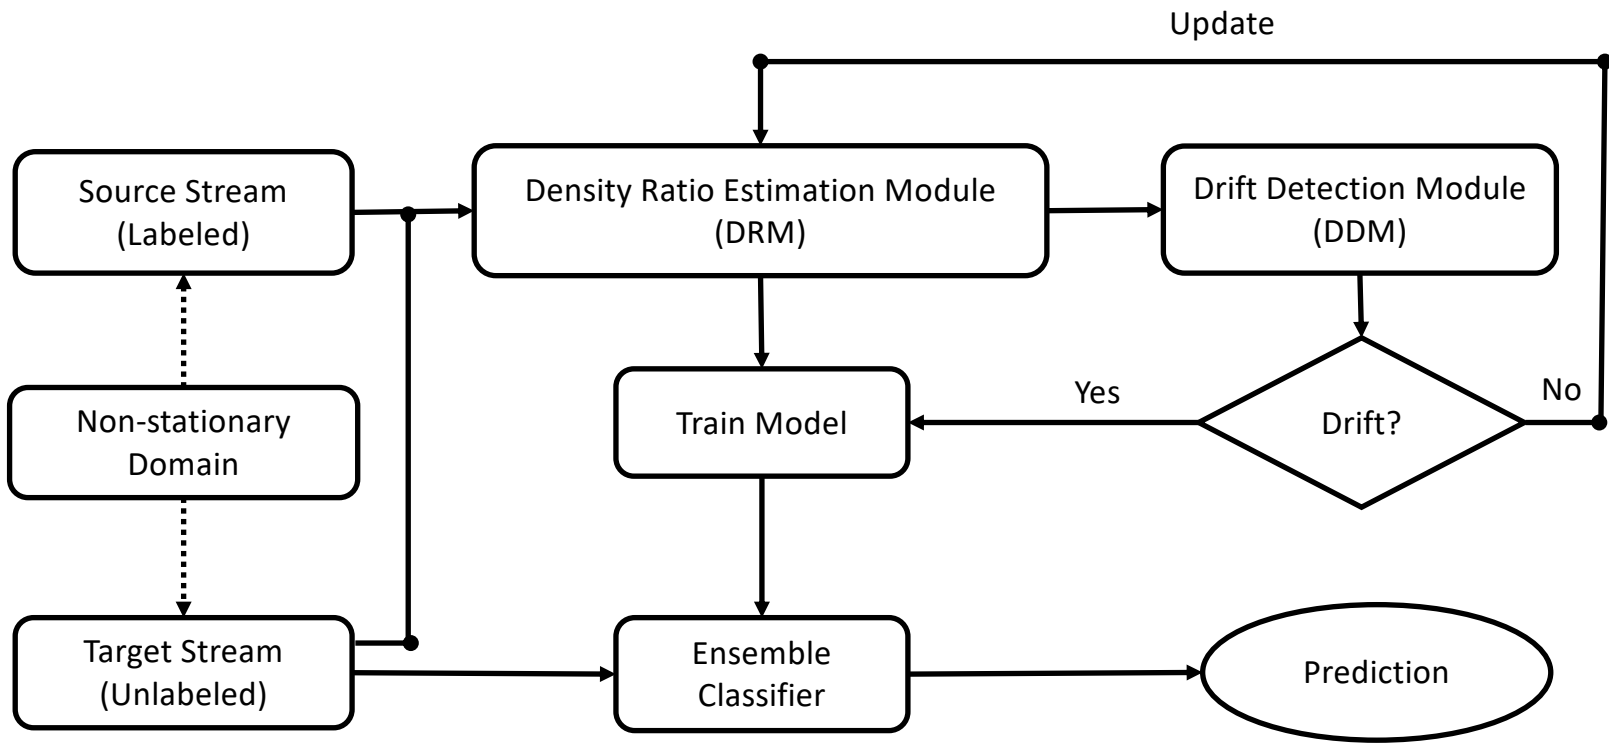 Update
Source Stream
(Labeled)
Density Ratio Estimation Module
(DRM)
Drift Detection Module
(DDM)
Non-stationary
Domain
Train Model
Yes
Drift?
No
Target Stream
(Unlabeled)
Ensemble
Classifier
Prediction